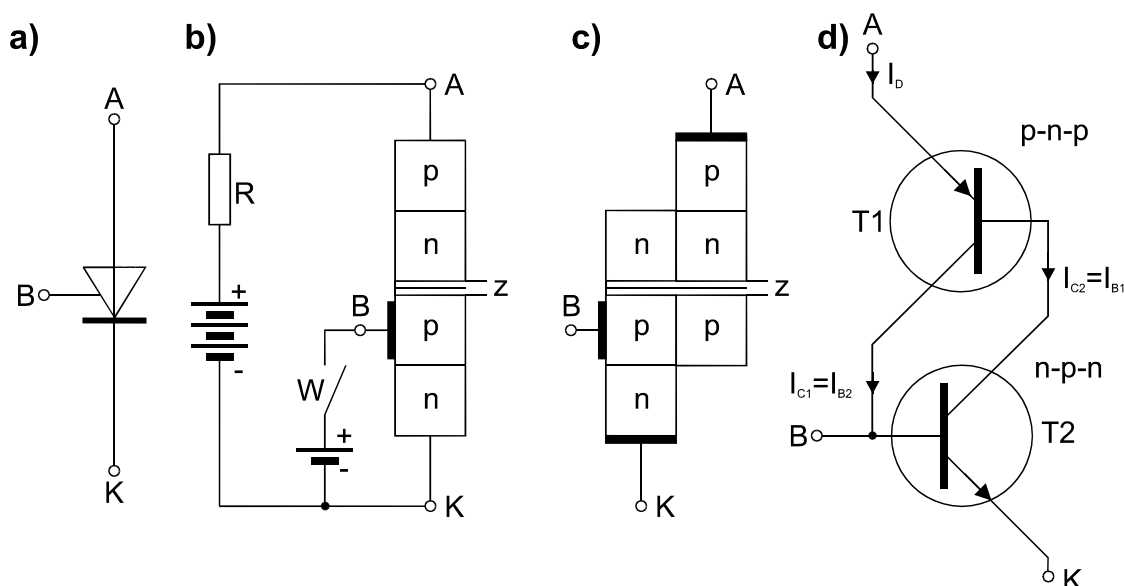 a)
A
B
K
b)
A
R
p
n
z
+
B
p
-
W
n
+
-
K
c)
A
p
n n
z
B
p p
n
K
d)
A
I_D
p-n-p
T1
I_C2=I_B1
I_C1=I_B2
n-p-n
B
T2
K